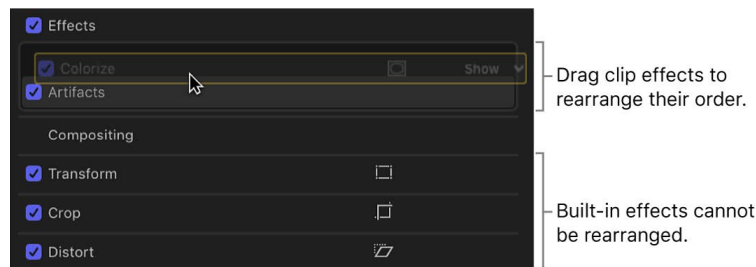 Effects
Colorize Show
Artifacts
Drag clip effects to
rearrange their order.
Compositing
Transform
Crop
Distort
Built-in effects cannot
be rearranged.